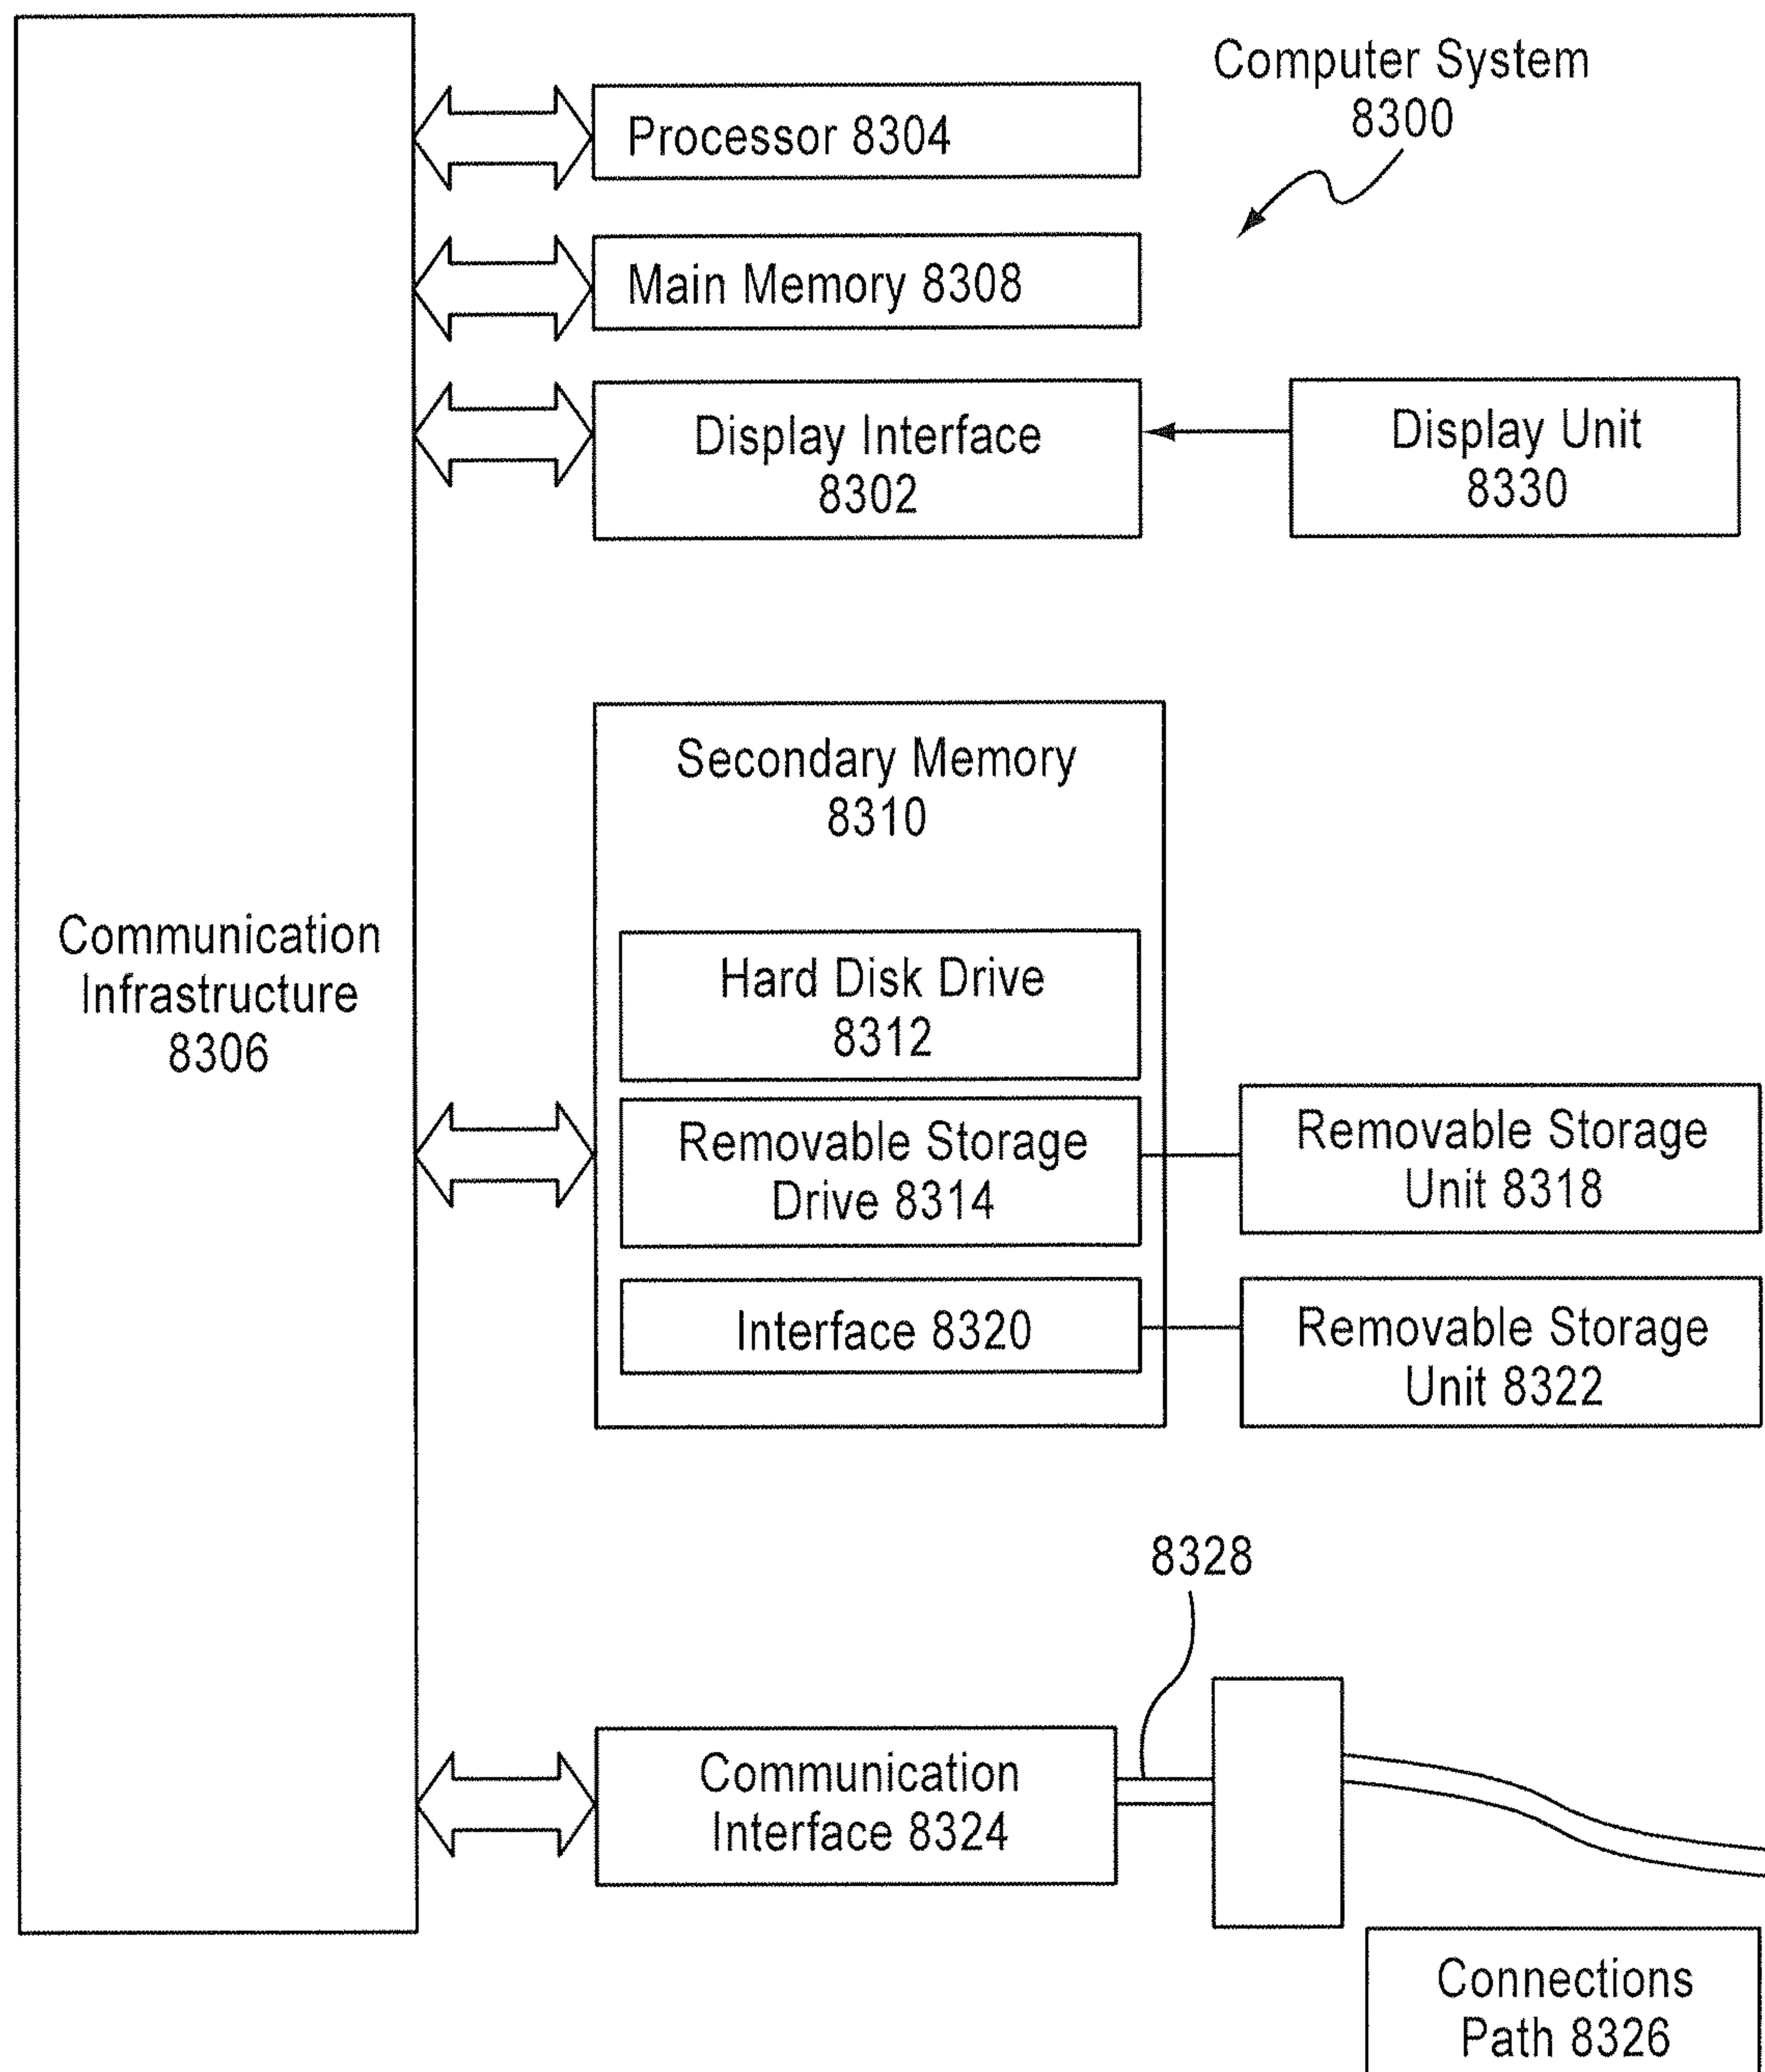 Computer System
8300
Processor 8304
Main Memory 8308
Display Interface
8302
Display Unit
8330
Secondary Memory
8310
Communication
Infrastructure
8306
Hard Disk Drive
8312
Removable Storage
Drive 8314
Removable Storage
Unit 8318
Interface 8320
Removable Storage
Unit 8322
8328
Communication
Interface 8324
Connections
Path 8326